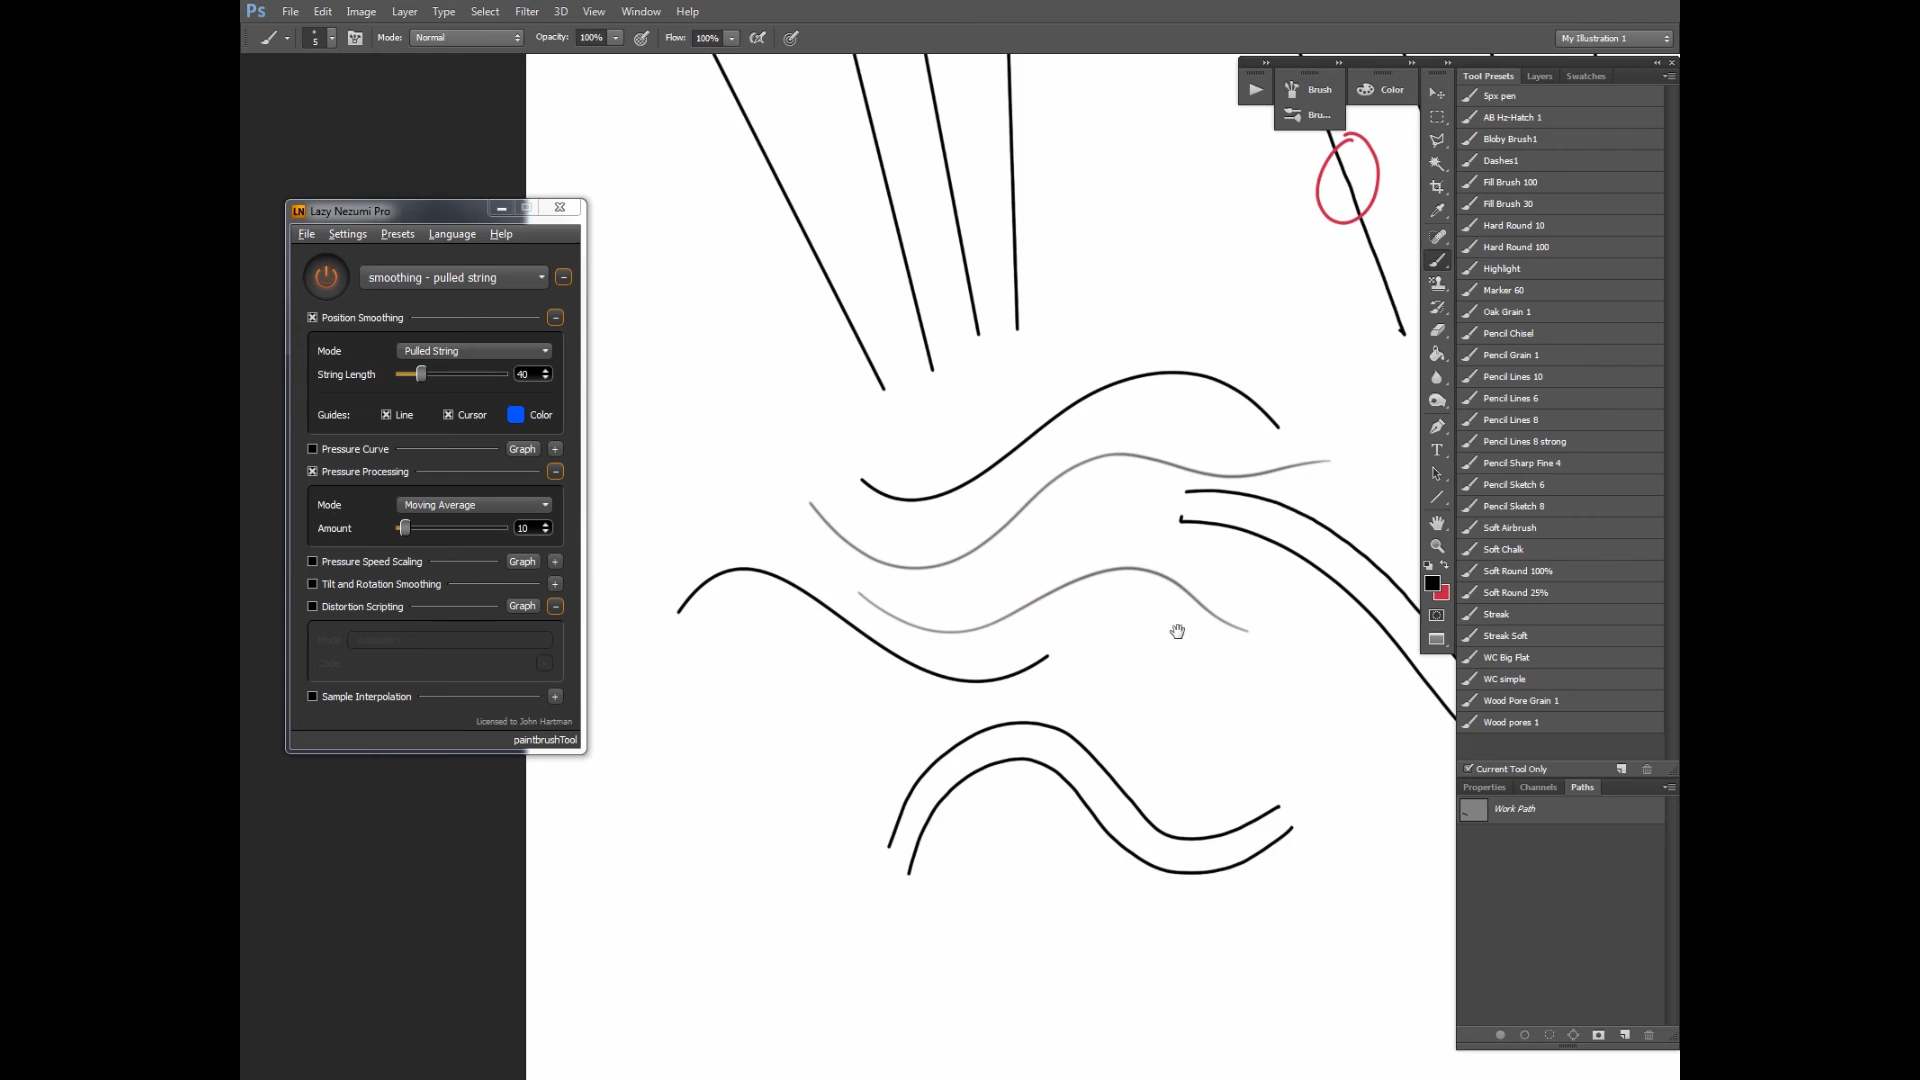 Ps File Edit Image Layer Type Select Filter 3D View Window Help
5 Mode: Normal Opacity: 100% Flow: 100% My Illustration 1
Brush
Bru...
Color
Tool Presets Layers Swatches
5px pen
AB Hz-Hatch 1
Bloby Brush1
Dashes1
Fill Brush 100
Fill Brush 30
Hard Round 10
Hard Round 100
Highlight
Marker 60
Oak Grain 1
Pencil Chisel
Pencil Grain 1
Pencil Lines 10
Pencil Lines 6
Pencil Lines 8
Pencil Lines 8 strong
Pencil Sharp Fine 4
Pencil Sketch 6
Pencil Sketch 8
Soft Airbrush
Soft Chalk
Soft Round 100%
Soft Round 25%
Streak
Streak Soft
WC Big Flat
WC simple
Wood Pore Grain 1
Wood pores 1
Current Tool Only
Properties Channels Paths
Work Path
LN Lazy Nezumi Pro
File Settings Presets Language Help
smoothing - pulled string
Position Smoothing
Mode Pulled String
String Length 40
Guides: Line Cursor Color
Pressure Curve Graph
Pressure Processing
Mode Moving Average
Amount 10
Pressure Speed Scaling Graph
Tilt and Rotation Smoothing
Distortion Scripting Graph
Mode
Code
Sample Interpolation
Licensed to John Hartman
paintbrushTool